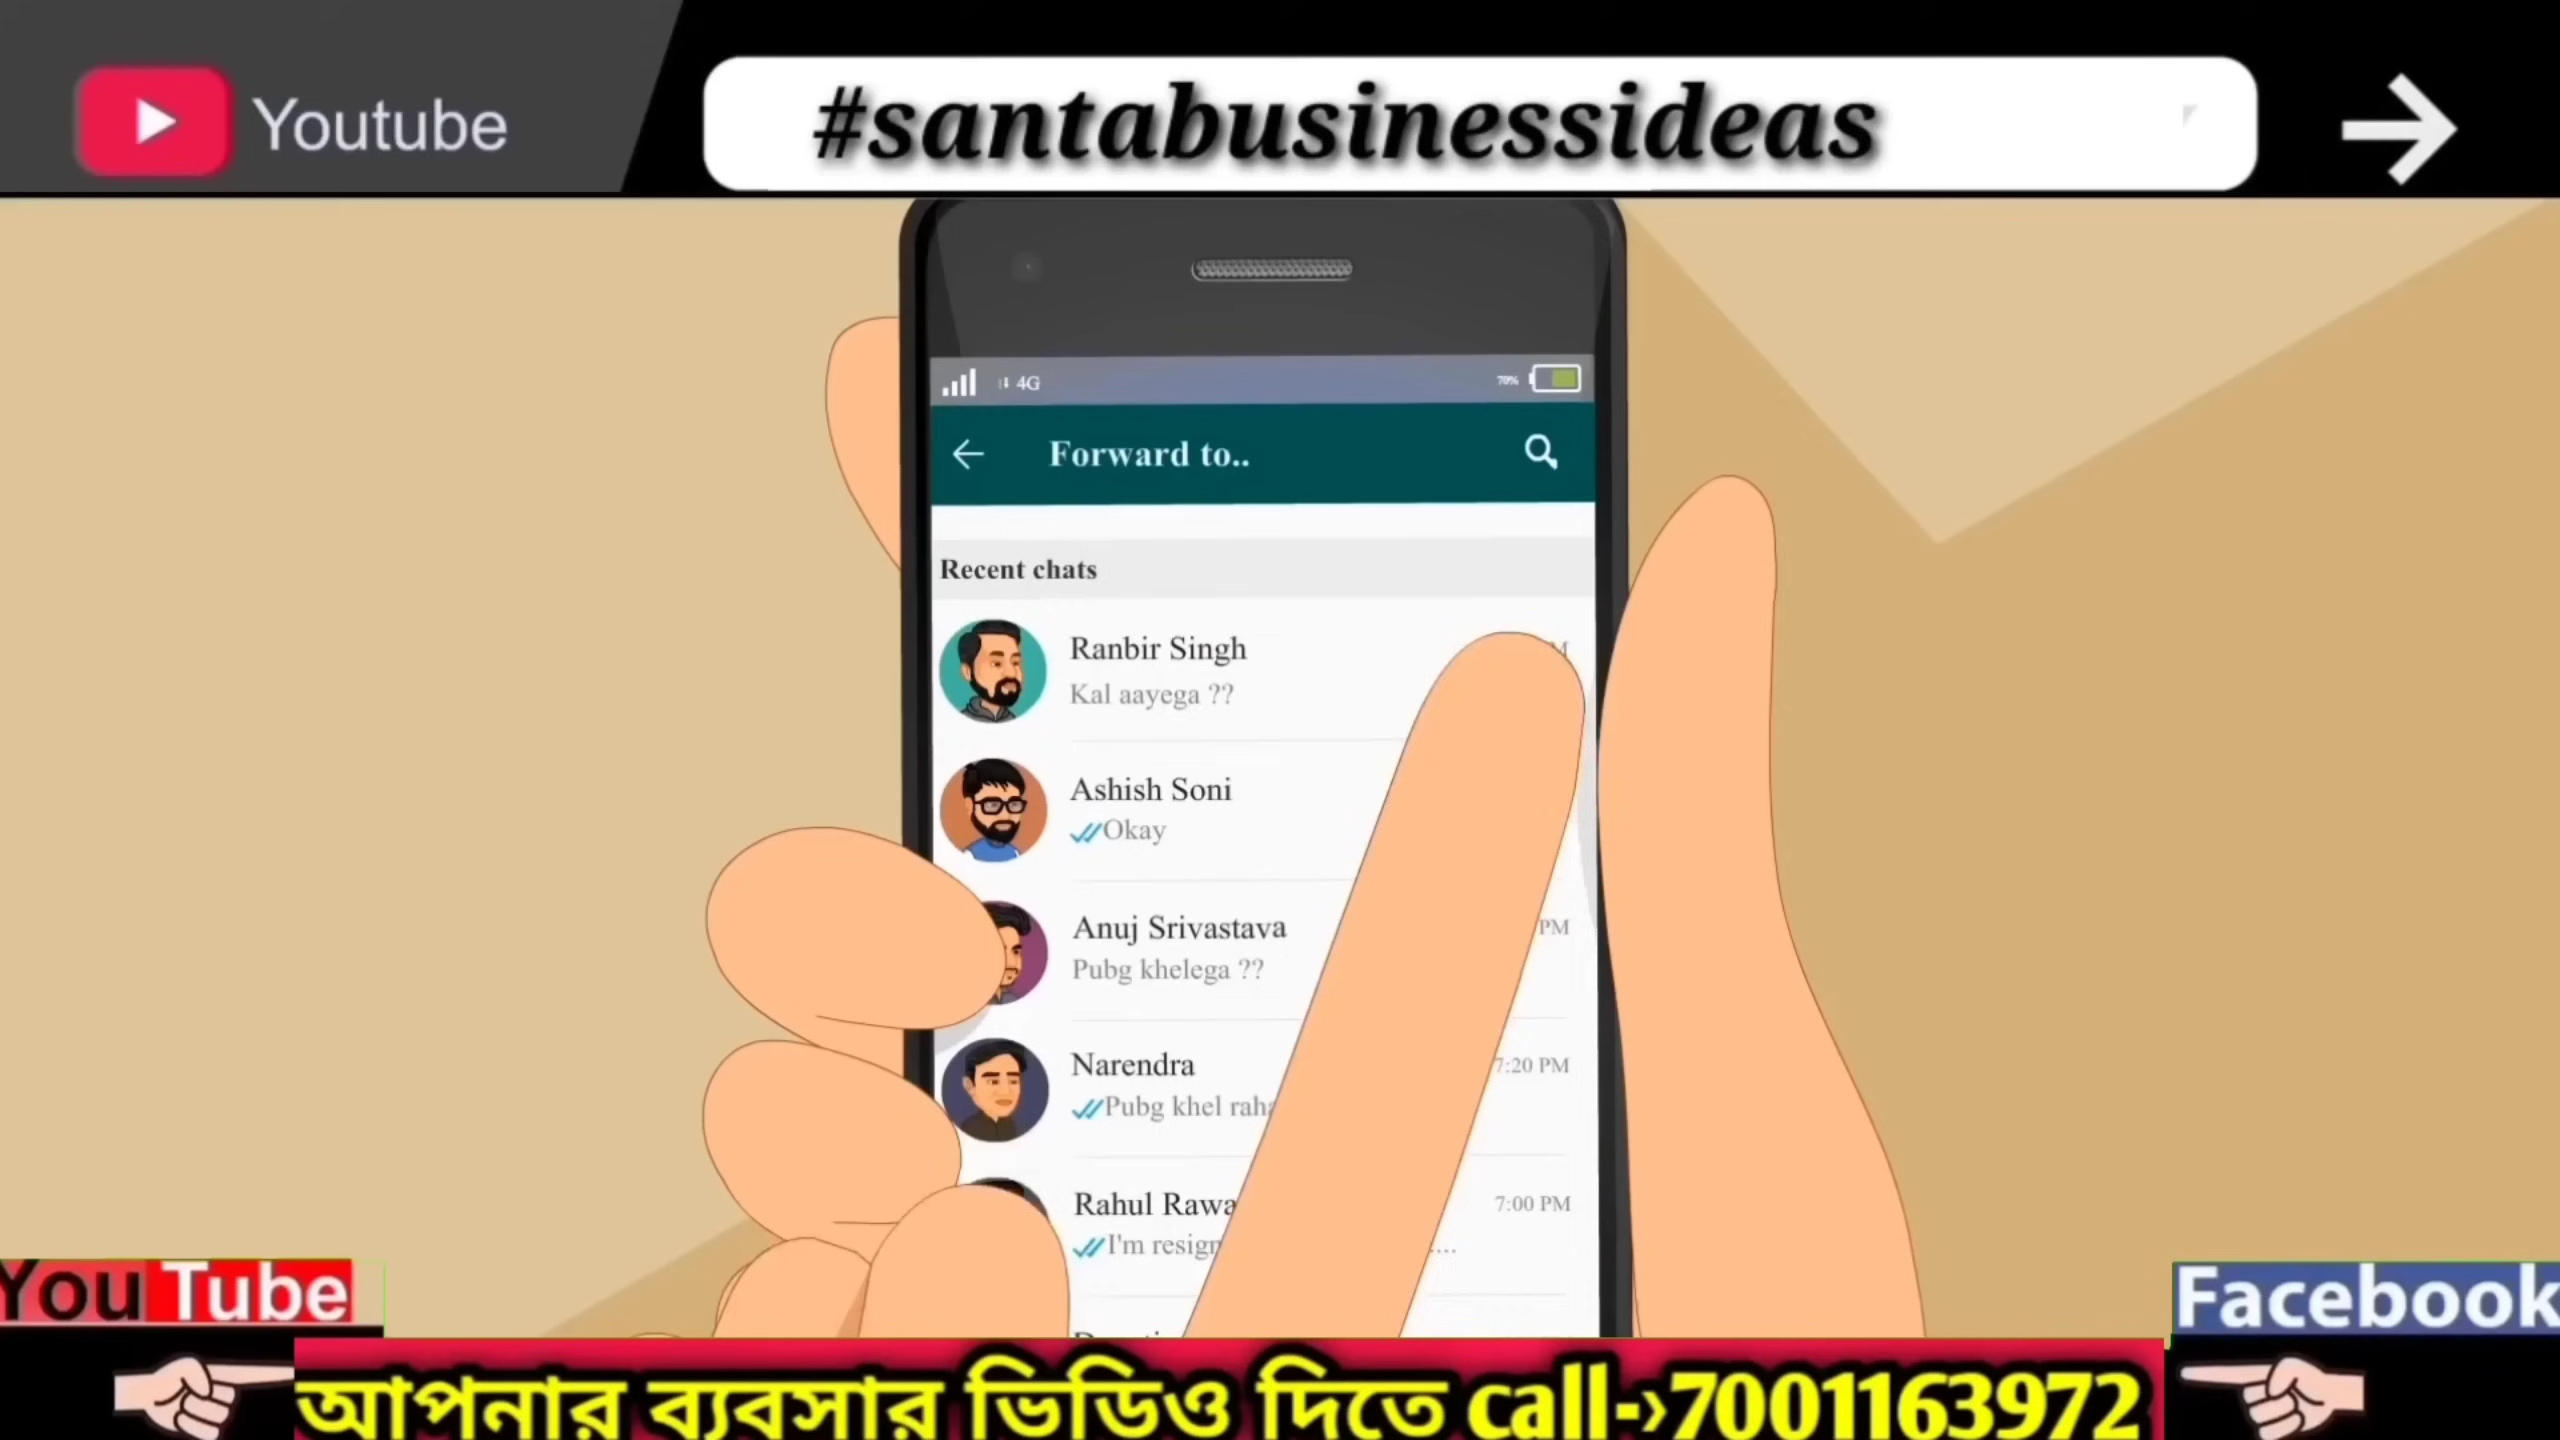 Youtube
#santabusinessideas
4G
70%
Forward to..
Recent chats
Ranbir Singh
Kal aayega ??
Ashish Soni
Okay
Anuj Srivastava
PM
Pubg khelega ??
Narendra
7:20 PM
Pubg khel
Rahul
7:00 PM
I'm
YouTube
Facebook
আপনার ব্যবসার ভিডিও দিতে call->7001163972